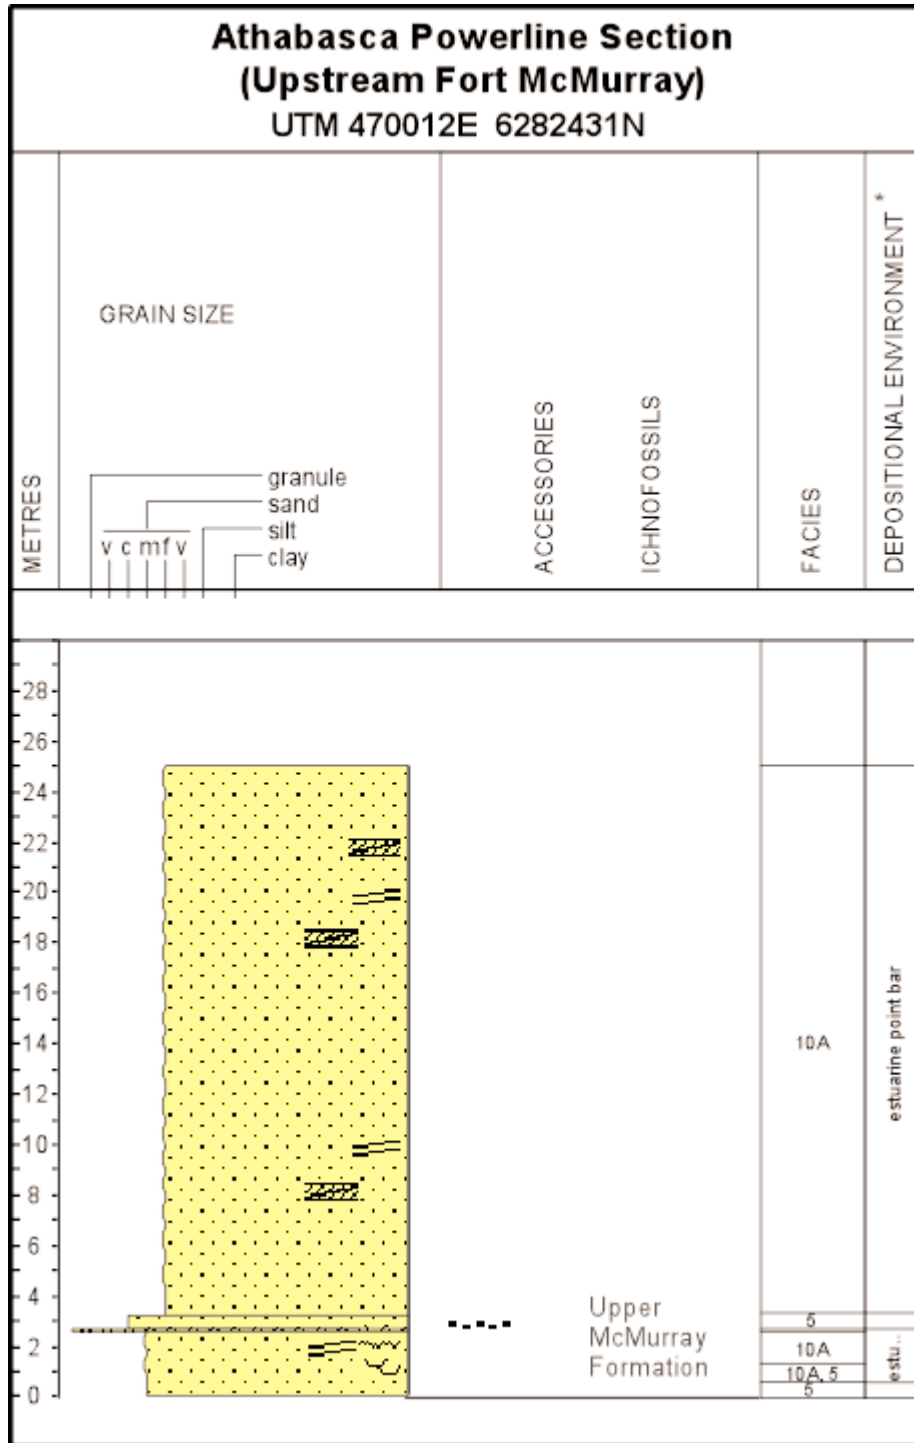 Athabasca Powerline Section
(Upstream Fort McMurray)
UTM 470012E 6282431N
METRES
GRAIN SIZE
granule
sand
silt
clay
v c m f v
ACCESSORIES
ICHNOFOSSILS
FACIES
DEPOSITIONAL ENVIRONMENT *
28
26
24
22
20
18
16
14
12
10
8
6
4
2
0
Upper
McMurray
Formation
10A
5
10A
10A, 5
5
estuarine point bar
estu...